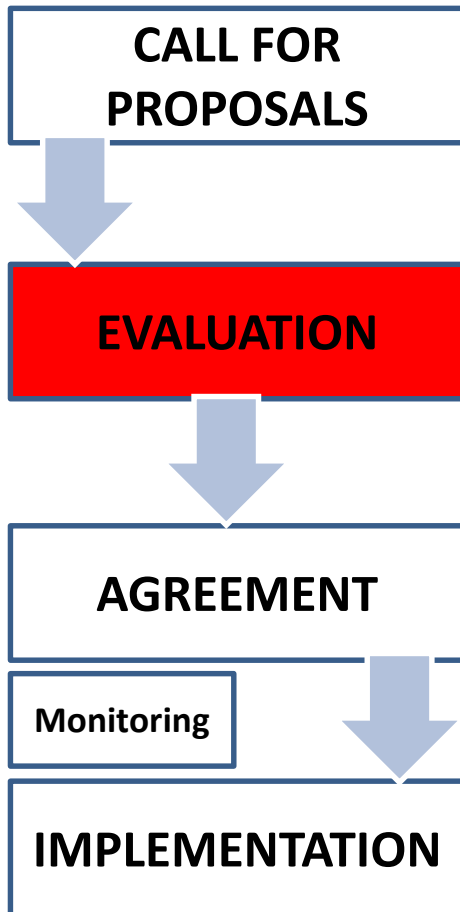 CALL FOR
PROPOSALS
EVALUATION
AGREEMENT
Monitoring
IMPLEMENTATION